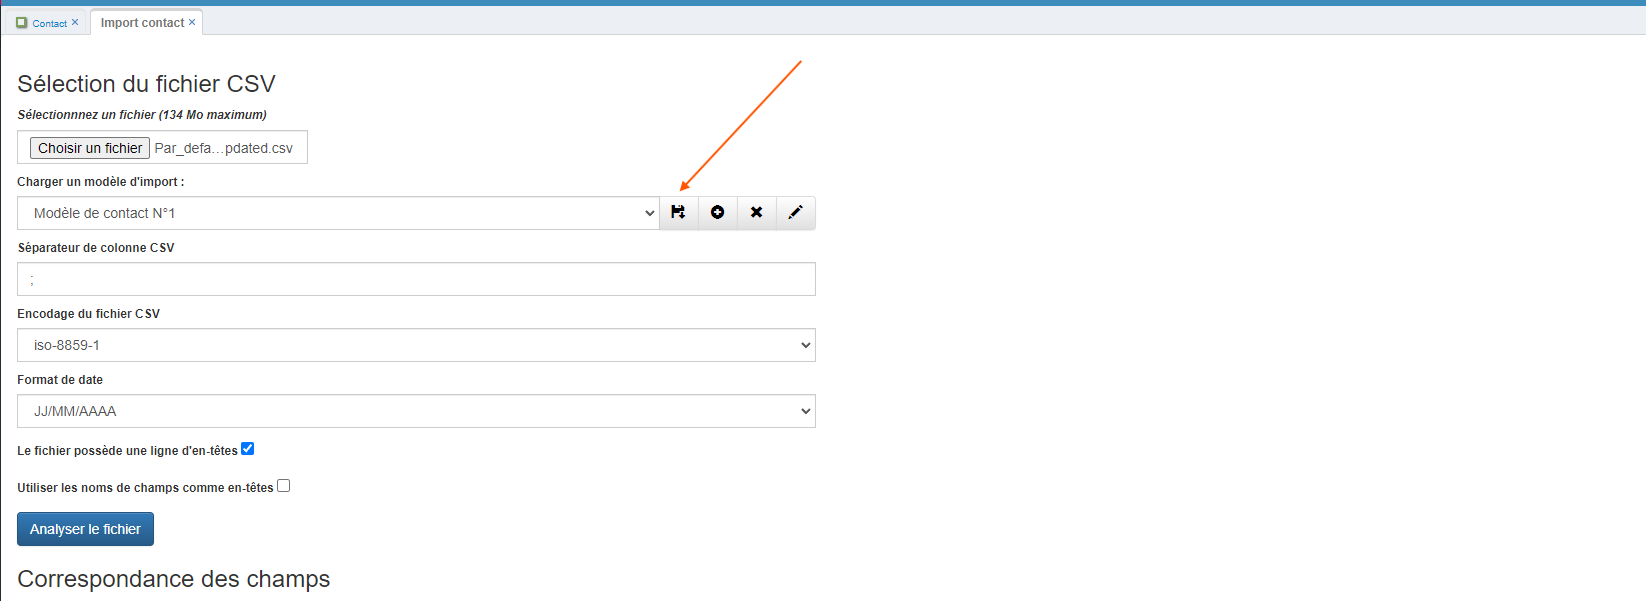 Contact ×
Import contact ×
Sélection du fichier CSV
Sélectionnnez un fichier (134 Mo maximum)
Choisir un fichier Par_defa...pdated.csv
Charger un modèle d'import :
Modèle de contact N°1
Séparateur de colonne CSV
;
Encodage du fichier CSV
iso-8859-1
Format de date
JJ/MM/AAAA
Le fichier possède une ligne d'en-têtes
Utiliser les noms de champs comme en-têtes
Analyser le fichier
Correspondance des champs